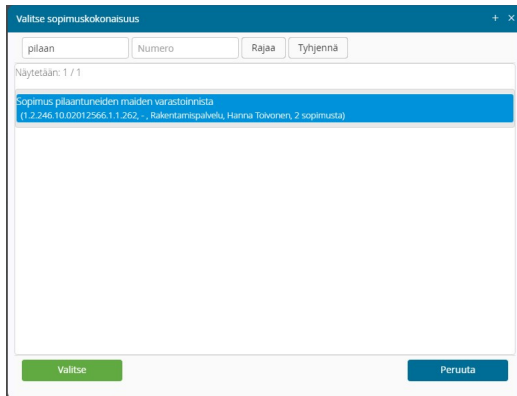 Valitse sopimuskokonaisuus + ×
pilaan Numero Rajaa Tyhjennä
Näytetään: 1 / 1
Sopimus pilaantuneiden maiden varastoinnista
(1.2.246.10.02012566.1.1.262, - , Rakentamispalvelu, Hanna Toivonen, 2 sopimusta)
Valitse Peruuta